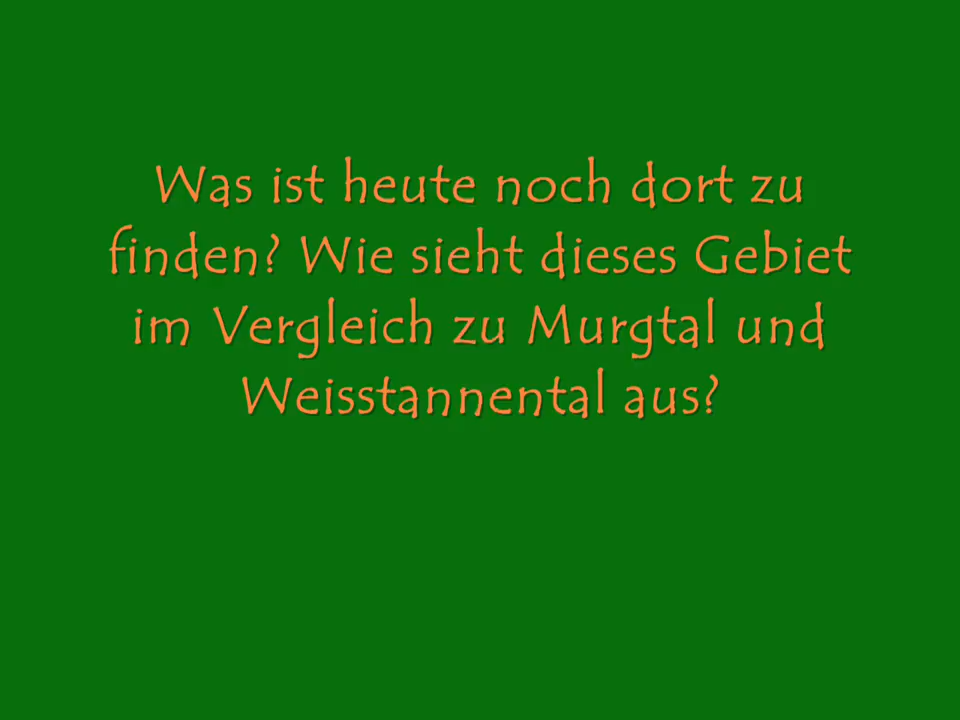 Was ist heute noch dort zu
finden? Wie sieht dieses Gebiet
im Vergleich zu Murgtal und
Weisstannental aus?